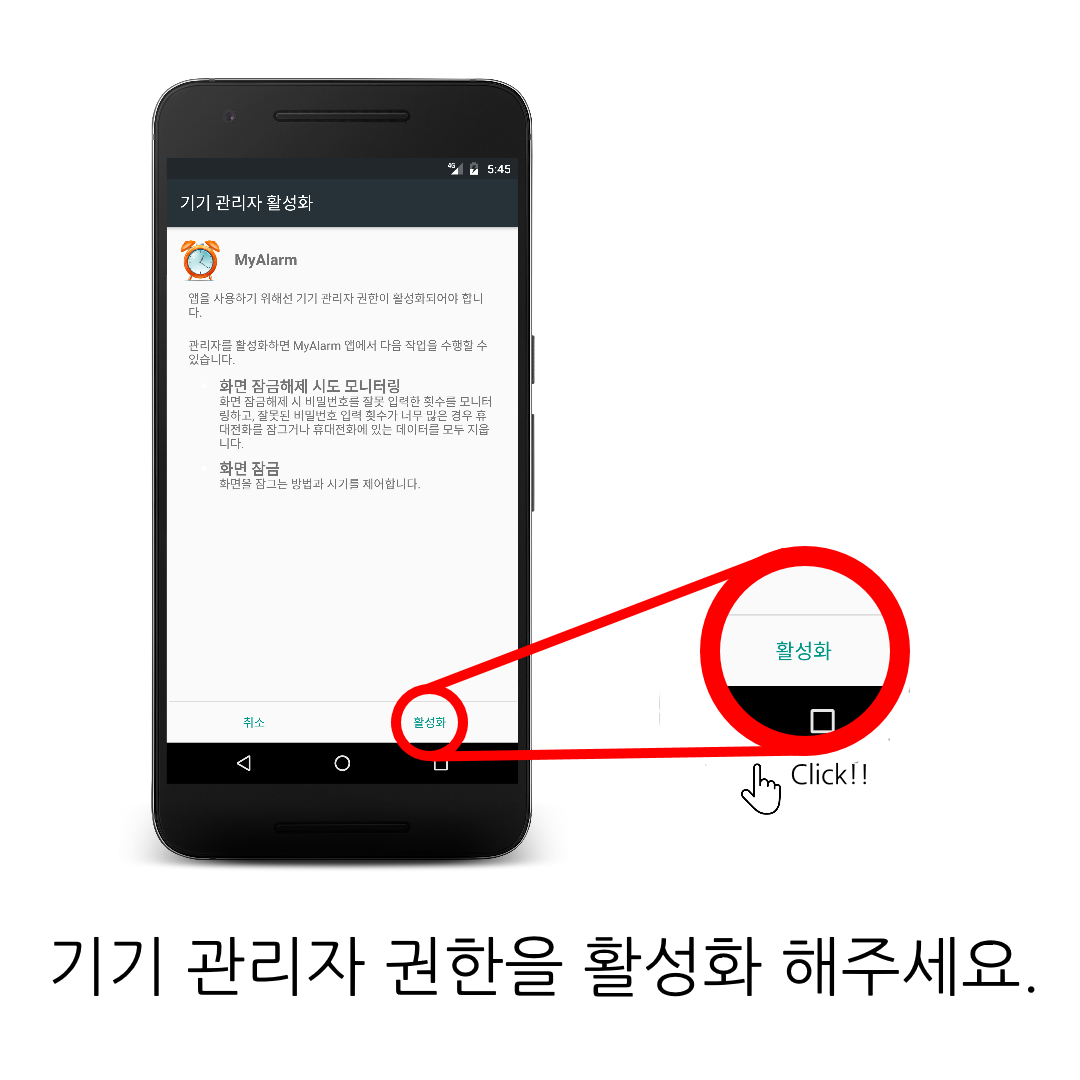 4G 5:45
기기 관리자 활성화
MyAlarm
앱을 사용하기 위해선 기기 관리자 권한이 활성화되어야 합니
다.
관리자를 활성화하면 MyAlarm 앱에서 다음 작업을 수행할 수
있습니다.
화면 잠금해제 시도 모니터링
화면 잠금해제 시 비밀번호를 잘못 입력한 횟수를 모니터
링하고, 잘못된 비밀번호 입력 횟수가 너무 많은 경우 휴
대전화를 잠그거나 휴대전화에 있는 데이터를 모두 지웁
니다.
화면 잠금
화면을 잠그는 방법과 시기를 제어합니다.
취소 활성화
활성화
Click!!
기기 관리자 권한을 활성화 해주세요.